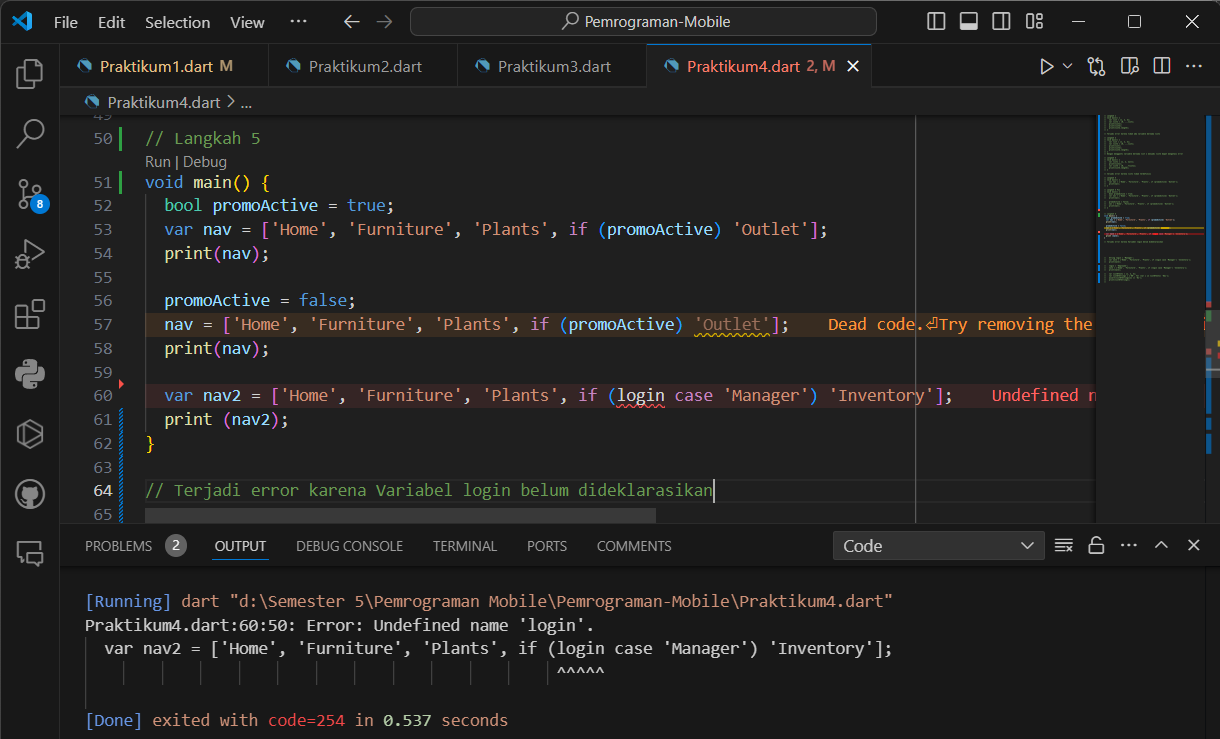 File Edit Selection View ··· Pemrograman-Mobile
Praktikum1.dart M Praktikum2.dart Praktikum3.dart Praktikum4.dart 2, M
Praktikum4.dart > ...
49
50 // Langkah 5
Run | Debug
51 void main() {
52 bool promoActive = true;
53 var nav = ['Home', 'Furniture', 'Plants', if (promoActive) 'Outlet'];
54 print(nav);
55
56 promoActive = false;
57 nav = ['Home', 'Furniture', 'Plants', if (promoActive) 'Outlet']; Dead code.⏎Try removing the
58 print(nav);
59
60 var nav2 = ['Home', 'Furniture', 'Plants', if (login case 'Manager') 'Inventory']; Undefined
61 print (nav2);
62 }
63
64 // Terjadi error karena Variabel login belum dideklarasikan
65
8
PROBLEMS 2 OUTPUT DEBUG CONSOLE TERMINAL PORTS COMMENTS Code
[Running] dart "d:\Semester 5\Pemrograman Mobile\Pemrograman-Mobile\Praktikum4.dart"
Praktikum4.dart:60:50: Error: Undefined name 'login'.
var nav2 = ['Home', 'Furniture', 'Plants', if (login case 'Manager') 'Inventory'];
^^^^^
[Done] exited with code=254 in 0.537 seconds